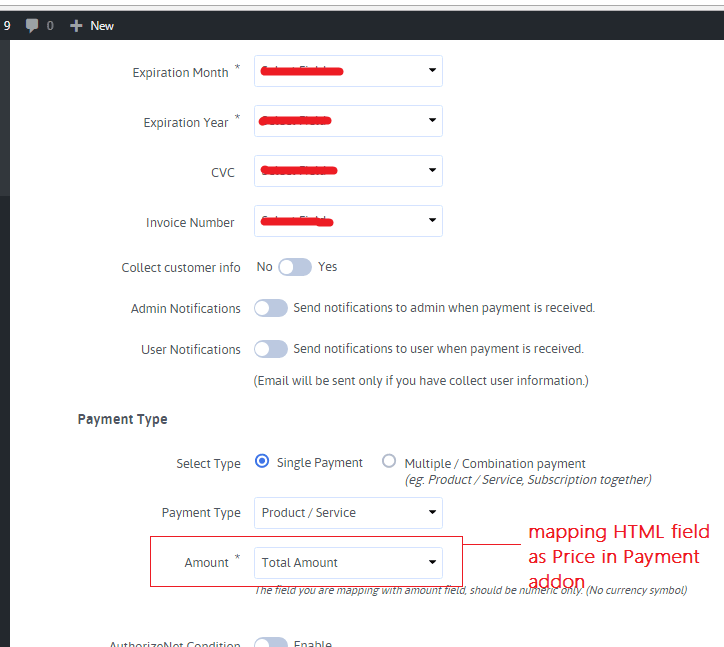 9 0 New
Expiration Month *
Expiration Year *
CVC
Invoice Number
Collect customer info No Yes
Admin Notifications Send notifications to admin when payment is received.
User Notifications Send notifications to user when payment is received.
(Email will be sent only if you have collect user information.)
Payment Type
Select Type Single Payment Multiple / Combination payment
(eg. Product / Service, Subscription together)
Payment Type Product / Service
mapping HTML field
as Price in Payment
addon
Amount * Total Amount
The field you are mapping with amount field, should be numeric only. (No currency symbol)
AuthorizeNet Condition Enable